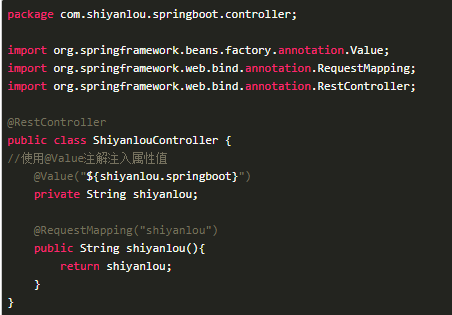 package com.shiyanlou.springboot.controller;
import org.springframework.beans.factory.annotation.Value;
import org.springframework.web.bind.annotation.RequestMapping;
import org.springframework.web.bind.annotation.RestController;
@RestController
public class ShiyanlouController {
//使用@Value注解注入属性值
@Value("${shiyanlou.springboot}")
private String shiyanlou;
@RequestMapping("shiyanlou")
public String shiyanlou(){
return shiyanlou;
}
}